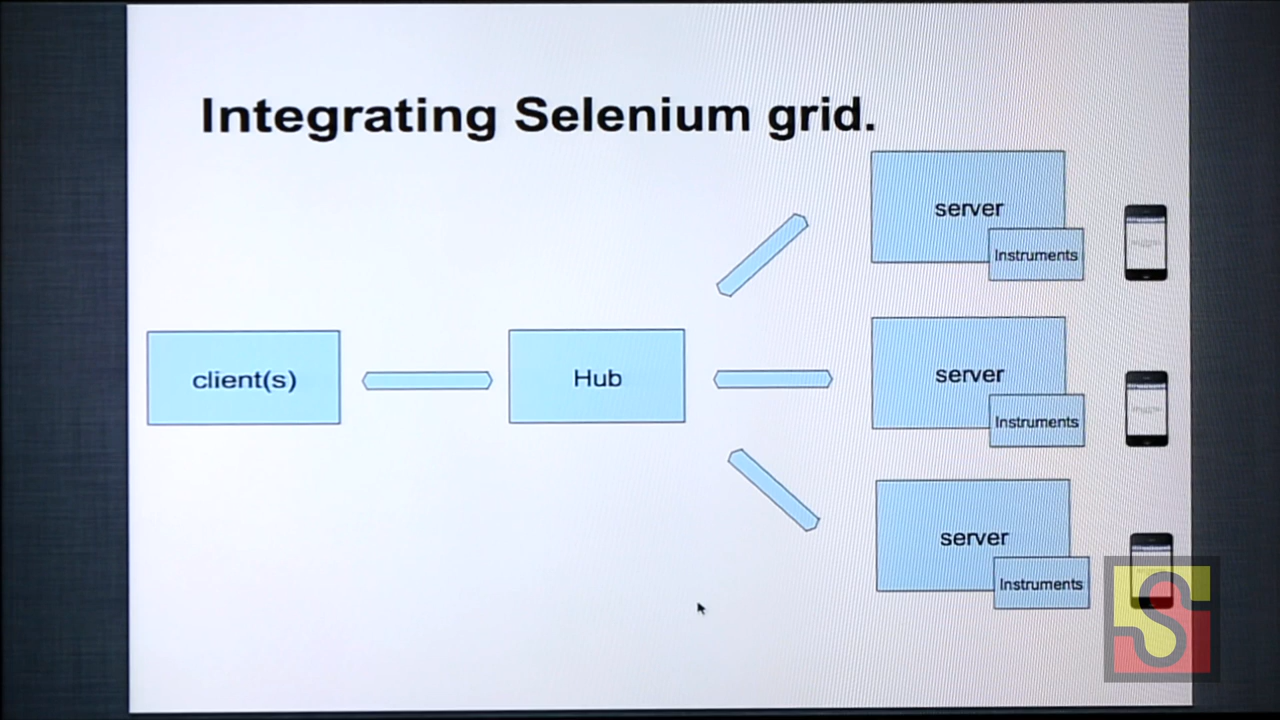 Integrating Selenium grid.
server
Instruments
client(s)
Hub
server
Instruments
server
Instruments